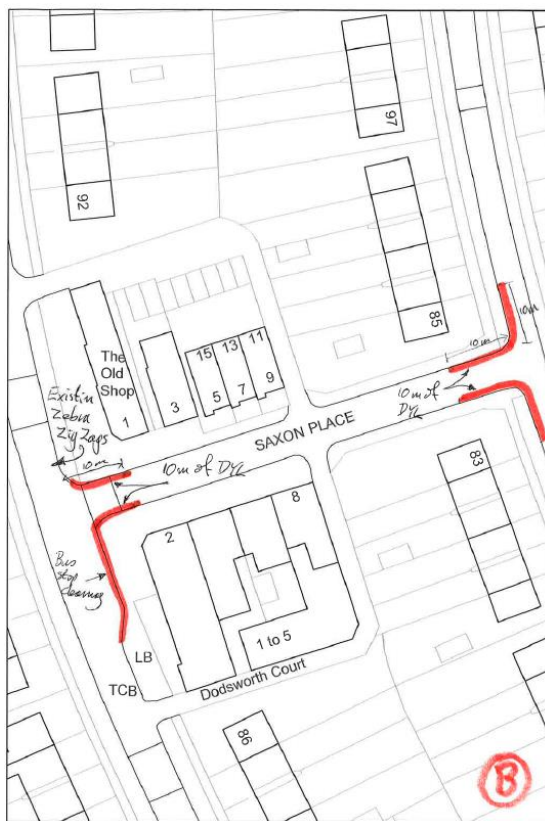 92
97
85
10m
10m
The
Old
Shop
1
3
15
13
11
5
7
9
10m of
DYL
Existin
Zebra
Zig Zags
10m
SAXON PLACE
10m of DYL
83
2
8
Bus
stop
clearway
1 to 5
LB
TCB
Dodsworth Court
86
B